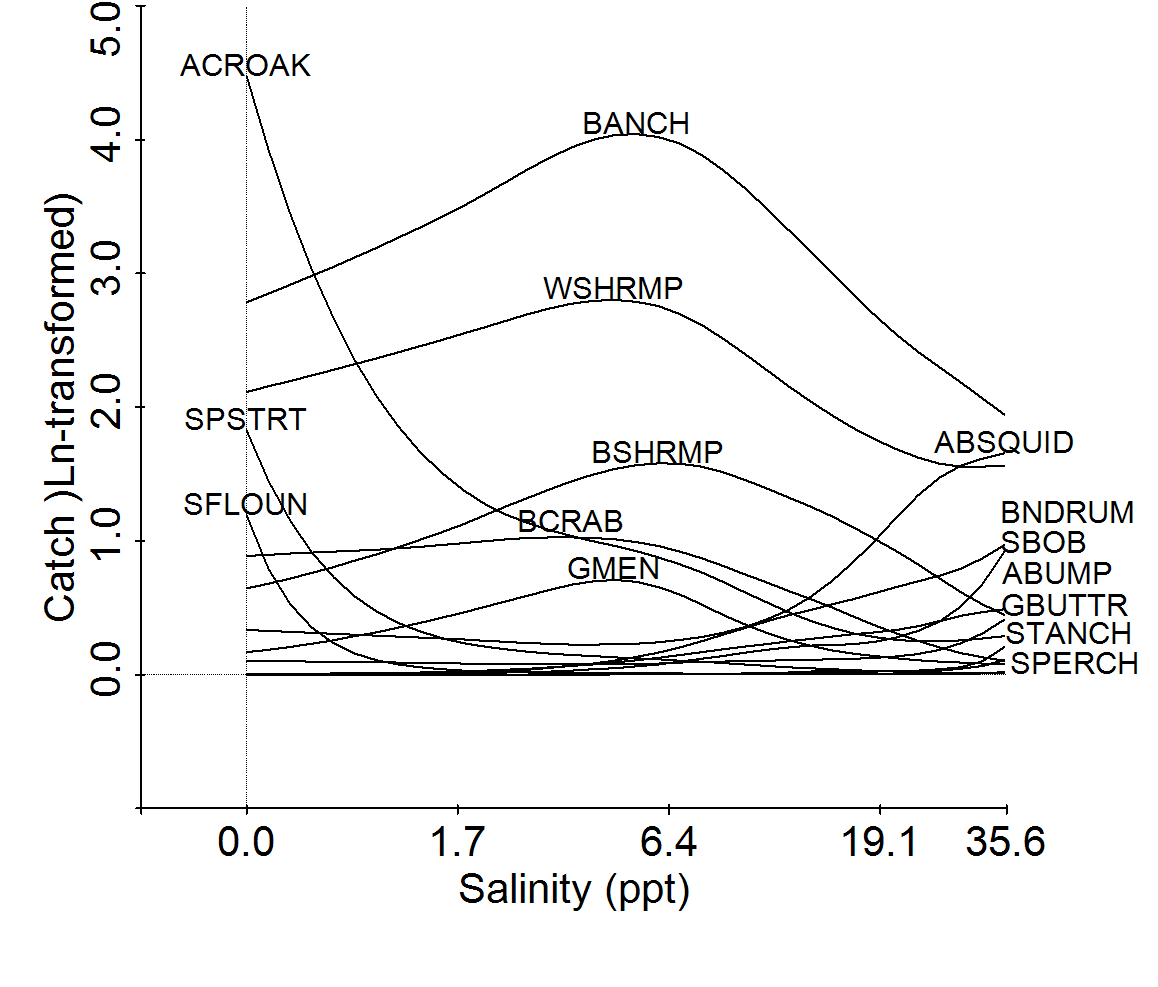 5.0
ACROAK
BANCH
4.0
3.0
WSHRMP
2.0
SPSTRT
ABSQUID
BSHRMP
SFLOUN
BNDRUM
BCRAB
1.0
SBOB
GMEN
ABUMP
GBUTTR
STANCH
SPERCH
0.0
Catch )Ln-transformed)
0.0 1.7 6.4 19.1 35.6
Salinity (ppt)